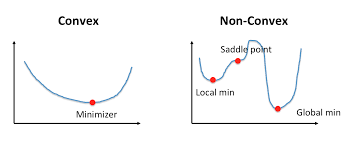 Convex
Non-Convex
Saddle point
Local min
Minimizer
Global min